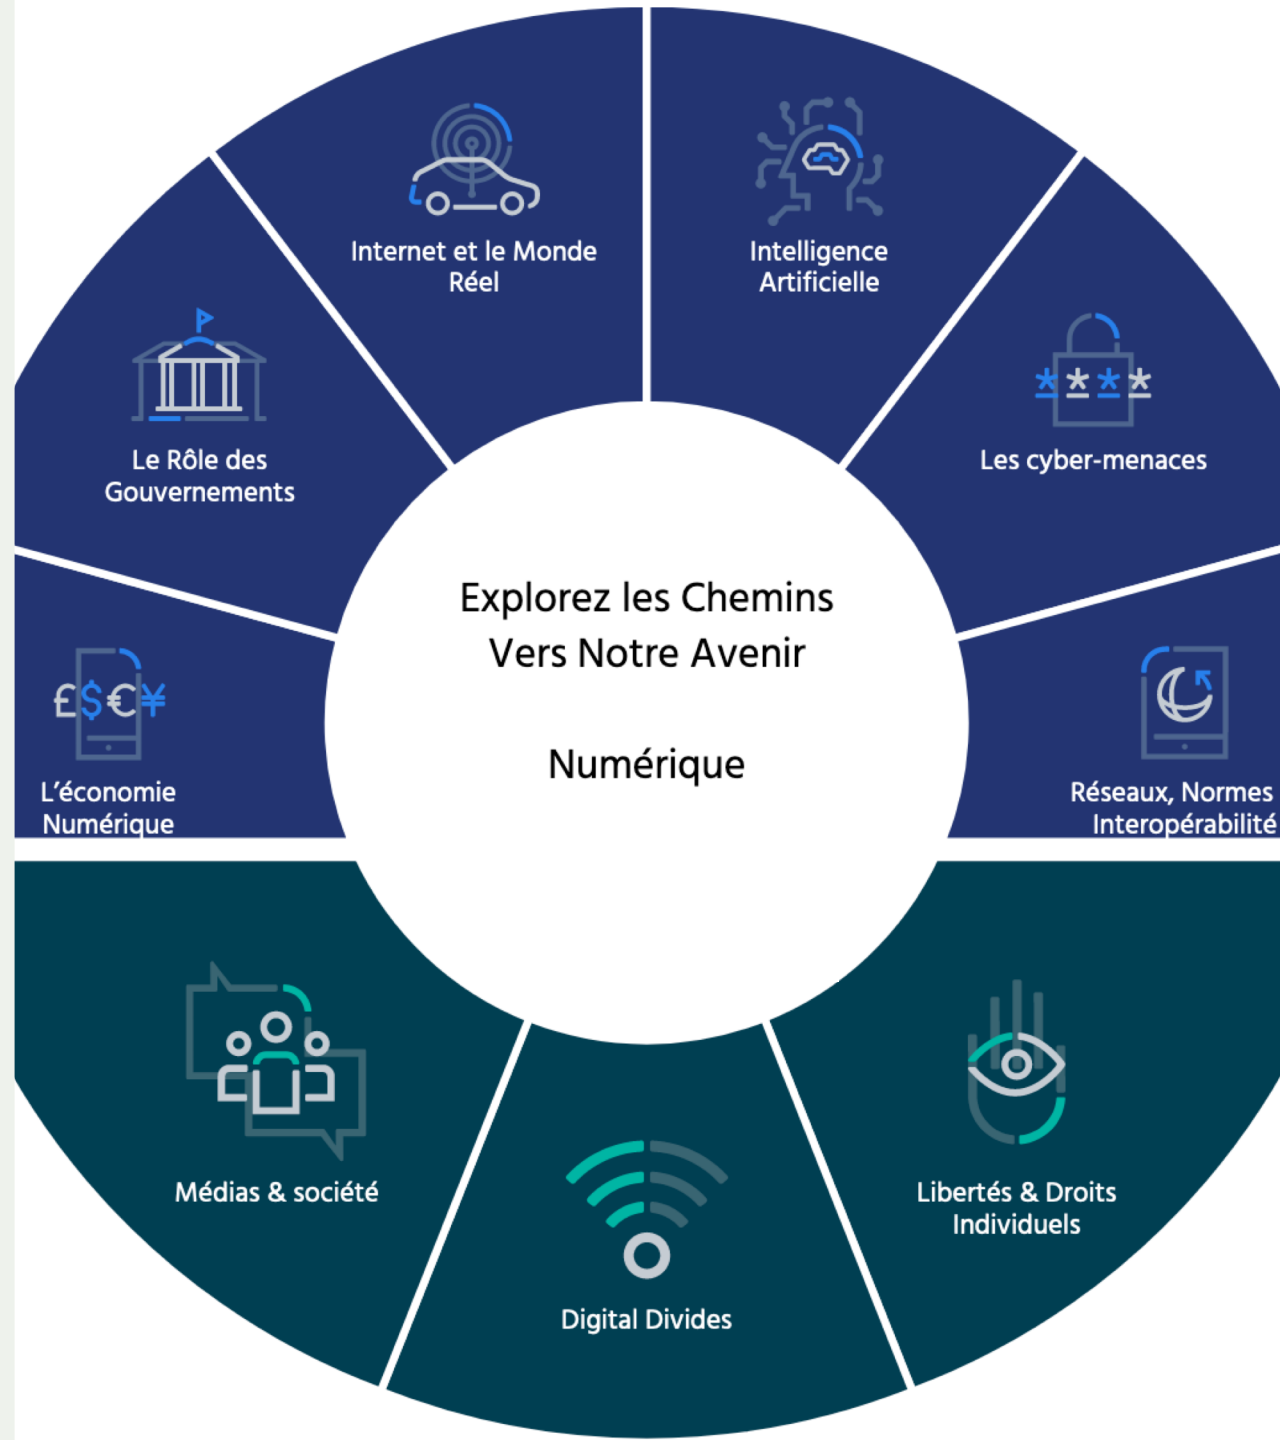 Internet et le Monde
Réel
Intelligence
Artificielle
Le Rôle des
Gouvernements
Les cyber-menaces
Explorez les Chemins
Vers Notre Avenir
Numérique
£$€¥
L’économie
Numérique
****
Réseaux, Normes
Interopérabilité
Médias & société
Libertés & Droits
Individuels
Digital Divides